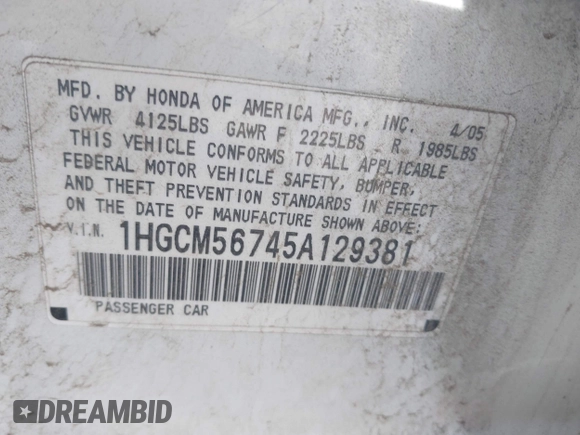 MFD. BY HONDA OF AMERICA MFG., INC. 4/05
GVWR 4125LBS GAWR F 2225LBS R 1985LBS
THIS VEHICLE CONFORMS TO ALL APPLICABLE
FEDERAL MOTOR VEHICLE SAFETY, BUMPER,
AND THEFT PREVENTION STANDARDS IN EFFECT
ON THE DATE OF MANUFACTURE SHOWN ABOVE:
V.I.N. 1HGCM56745A129381
PASSENGER CAR
DREAMBID